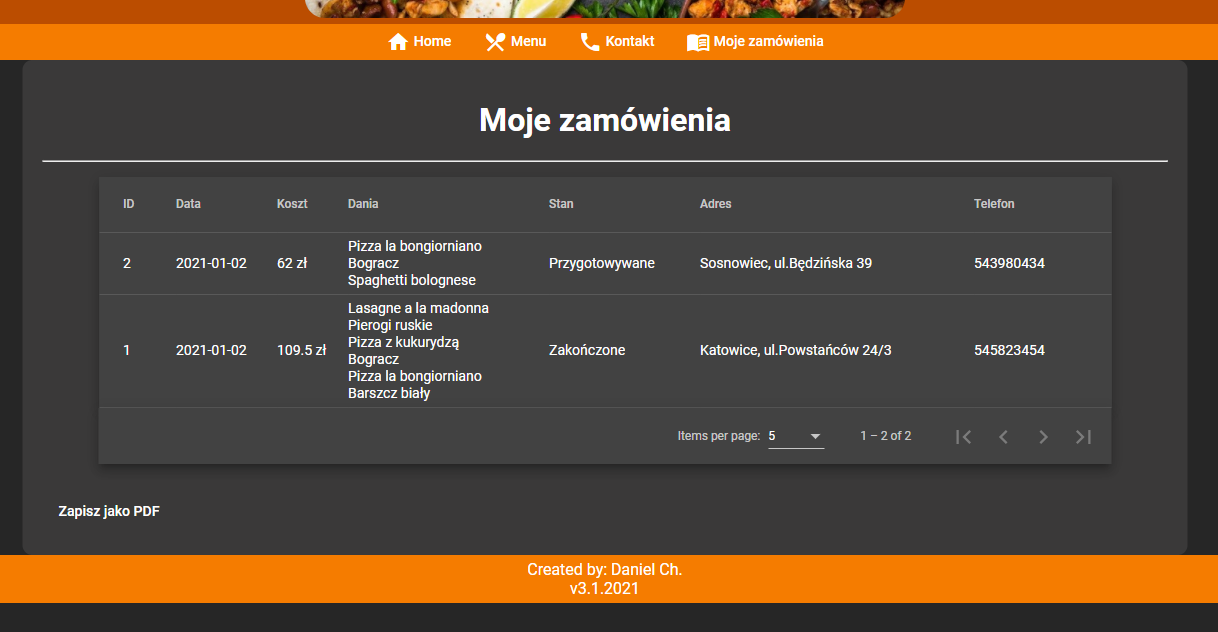 Home Menu Kontakt Moje zamówienia
Moje zamówienia
ID Data Koszt Dania Stan Adres Telefon
2 2021-01-02 62 zł Pizza la bongiorniano Przygotowywane Sosnowiec, ul.Będzińska 39 543980434
Bogracz
Spaghetti bolognese
1 2021-01-02 109.5 zł Lasagne a la madonna Zakończone Katowice, ul.Powstańców 24/3 545823454
Pierogi ruskie
Pizza z kukurydzą
Bogracz
Pizza la bongiorniano
Barszcz biały
Items per page: 5 1 – 2 of 2
Zapisz jako PDF
Created by: Daniel Ch.
v3.1.2021